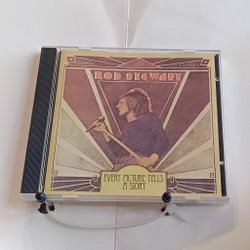 ROD STEWART
EVERY PICTURE TELLS
A STORY